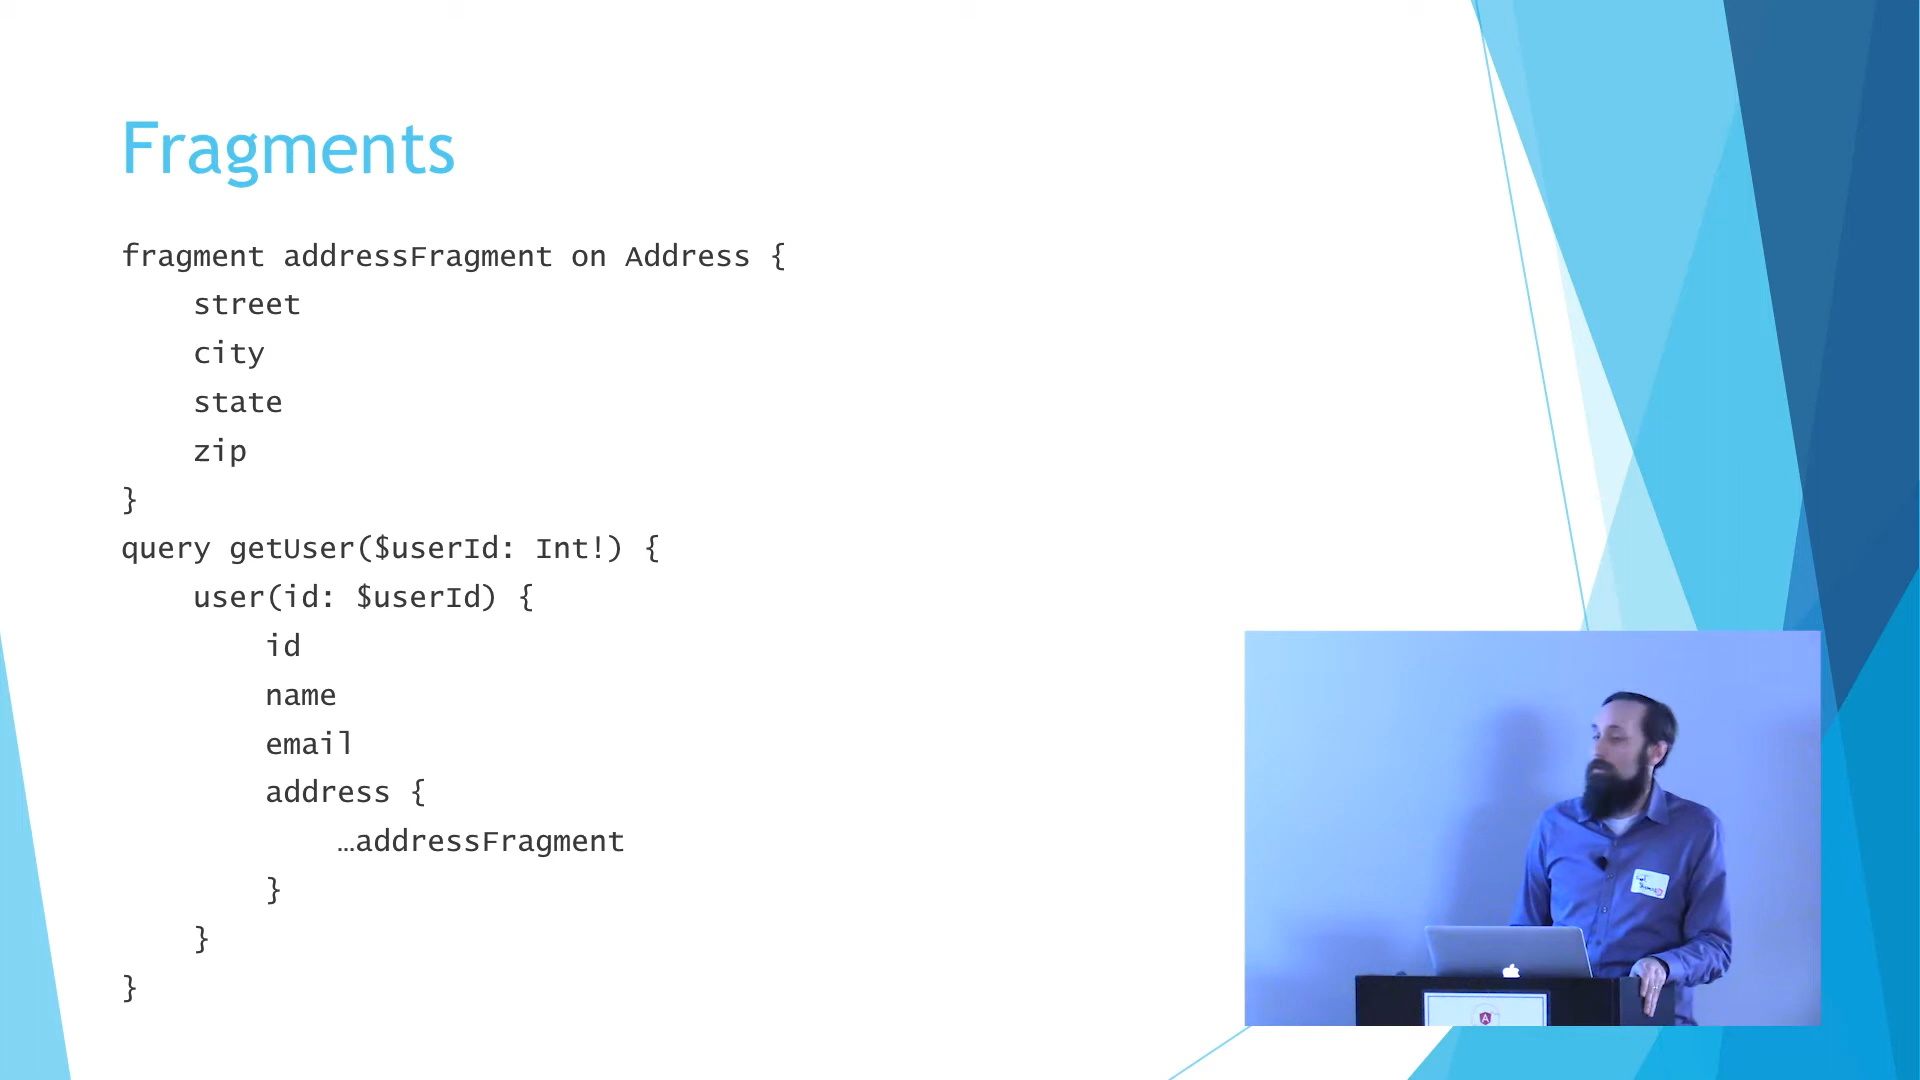 Fragments
fragment addressFragment on Address {
street
city
state
zip
}
query getUser($userId: Int!) {
user(id: $userId) {
id
name
email
address {
…addressFragment
}
}
}
A